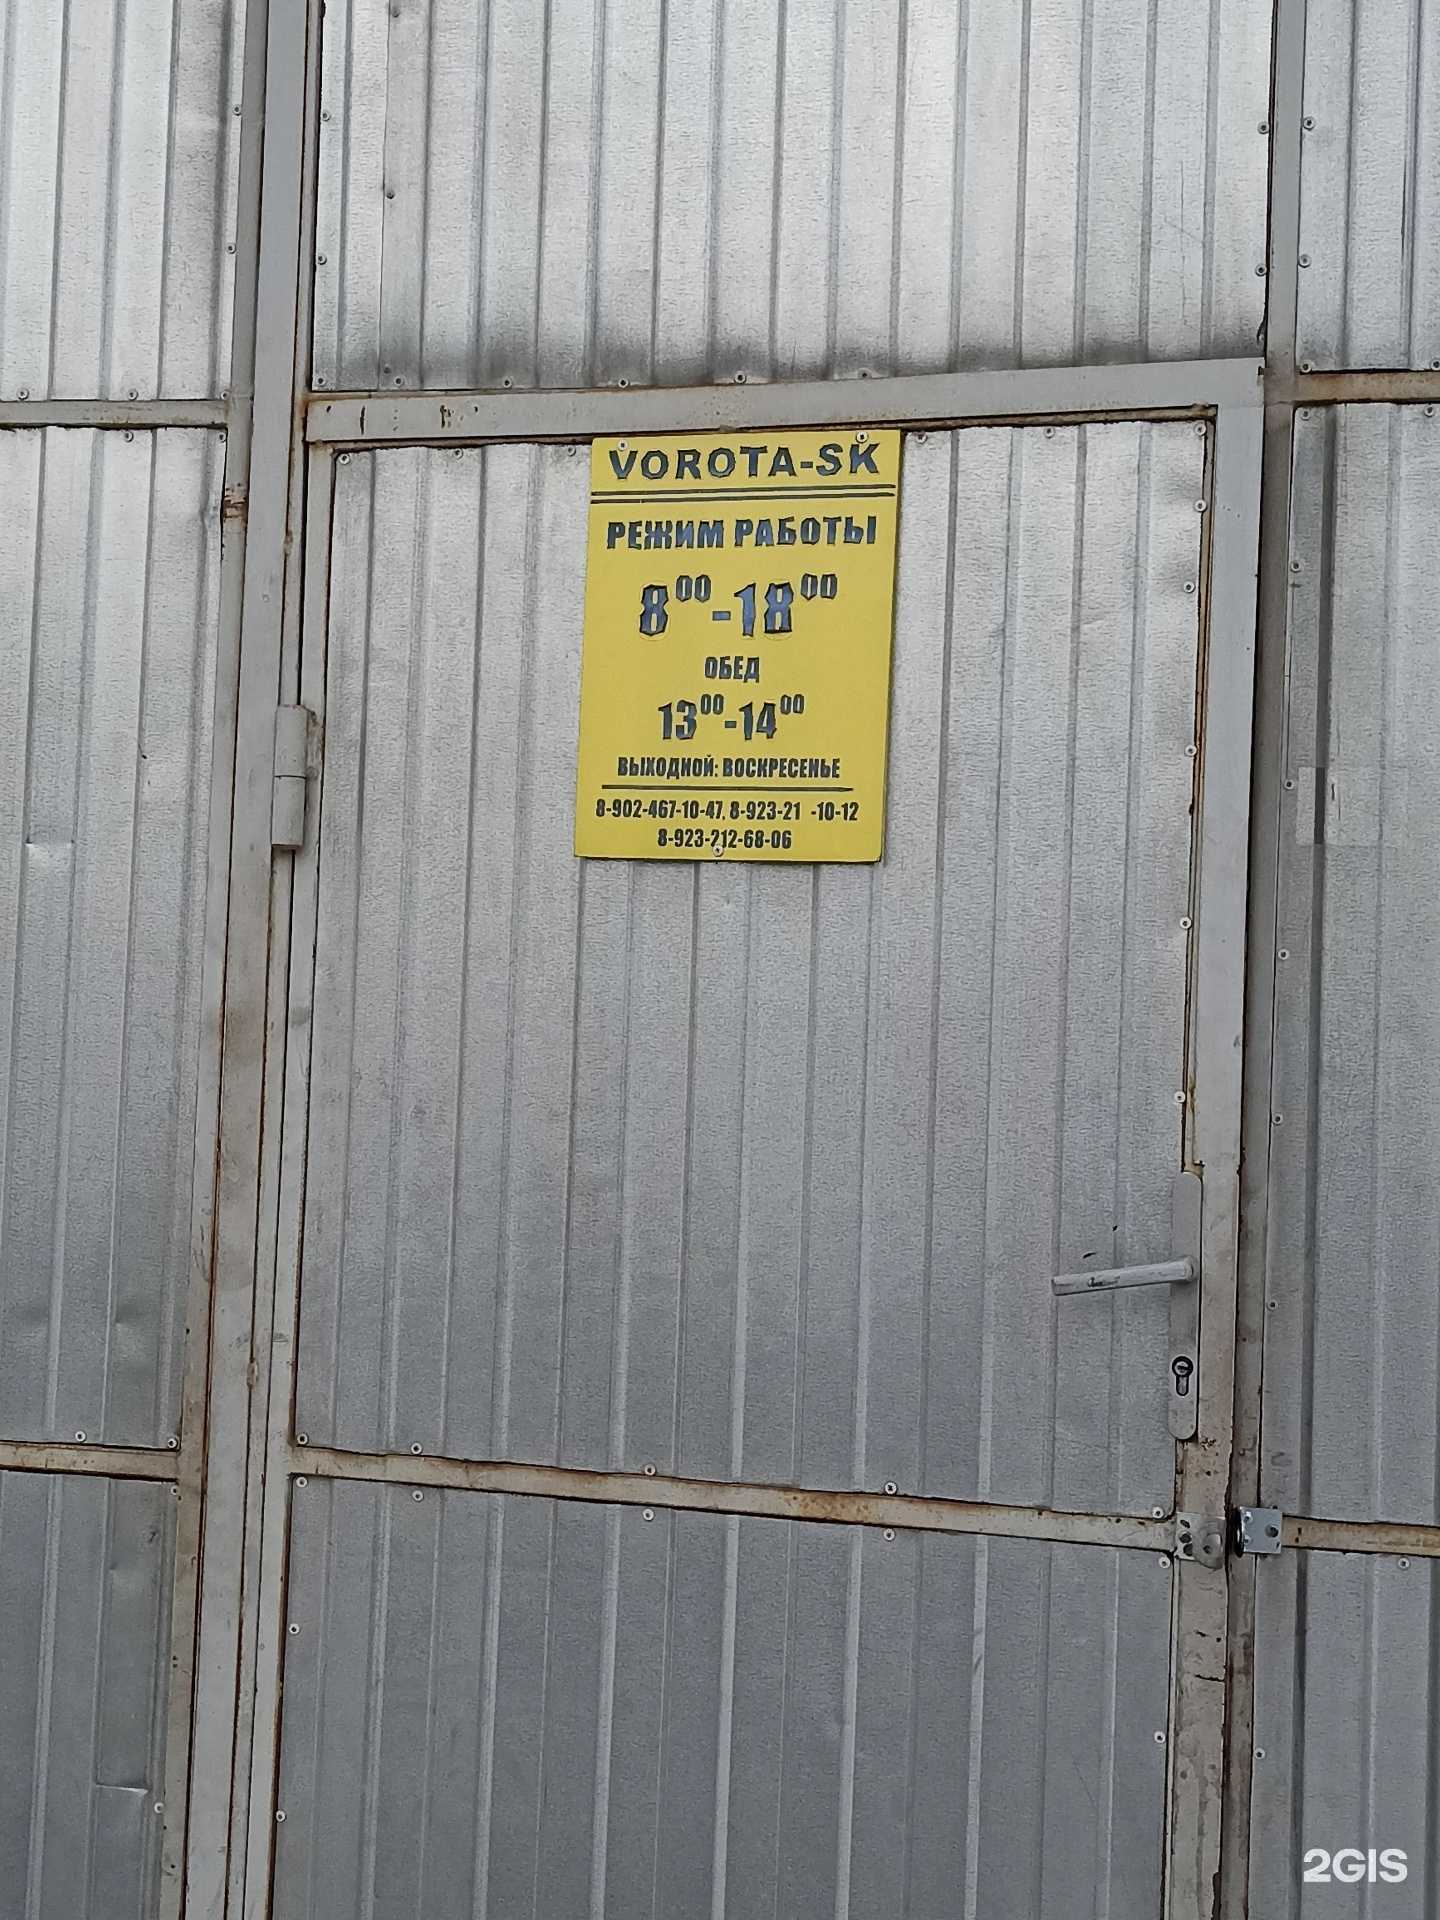 VOROTA-SK
РЕЖИМ РАБОТЫ
8⁰⁰-18⁰⁰
ОБЕД
13⁰⁰-14⁰⁰
ВЫХОДНОЙ: ВОСКРЕСЕНЬЕ
8-902-467-10-47, 8-923-21 -10-12
8-923-212-68-06
2GIS